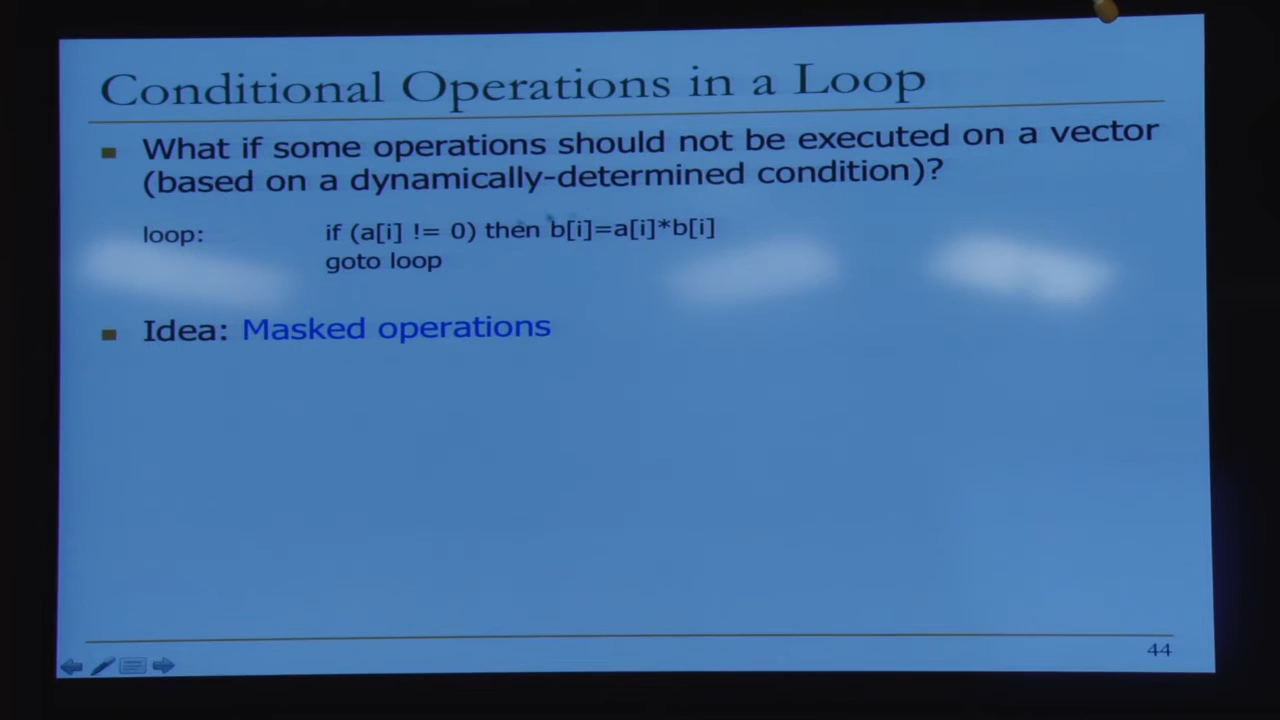 Conditional Operations in a Loop
What if some operations should not be executed on a vector
(based on a dynamically-determined condition)?
loop: if (a[i] != 0) then b[i]=a[i]*b[i]
goto loop
Idea: Masked operations
44